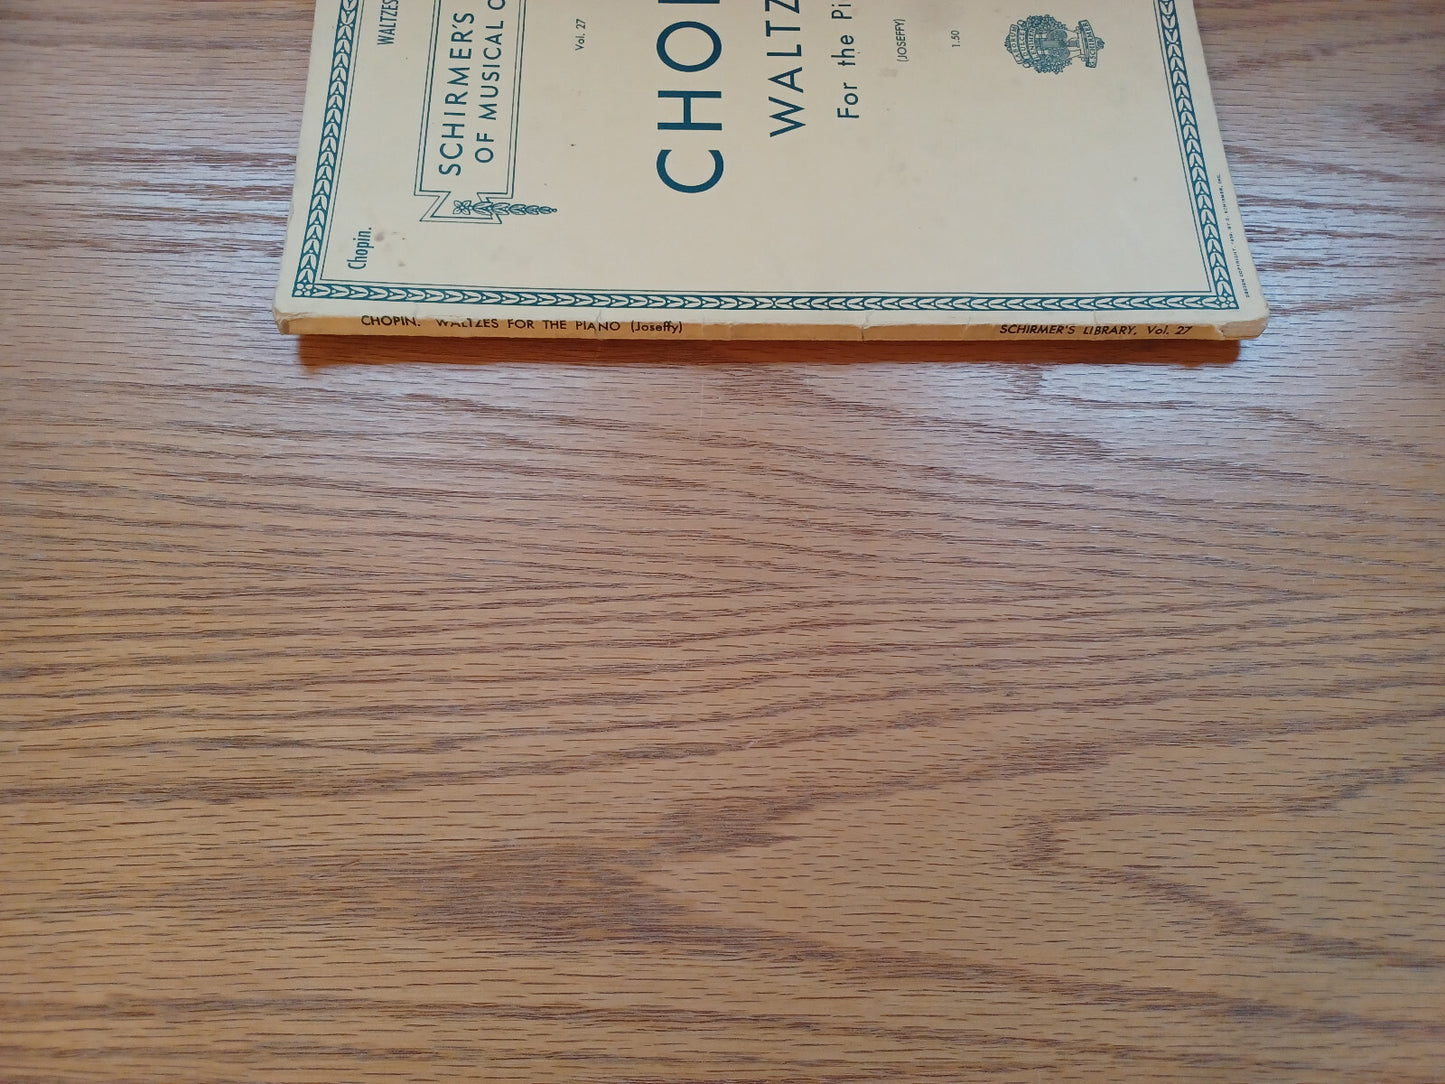 Chopin.
WALTZES
SCHIRMER'S
OF MUSICAL
Vol. 27
CHO
WALTZ
For the Pi
(JOSEFFY)
1.50
CHOPIN. WALTZES FOR THE PIANO (Joseffy)
SCHIRMER'S LIBRARY, Vol. 27